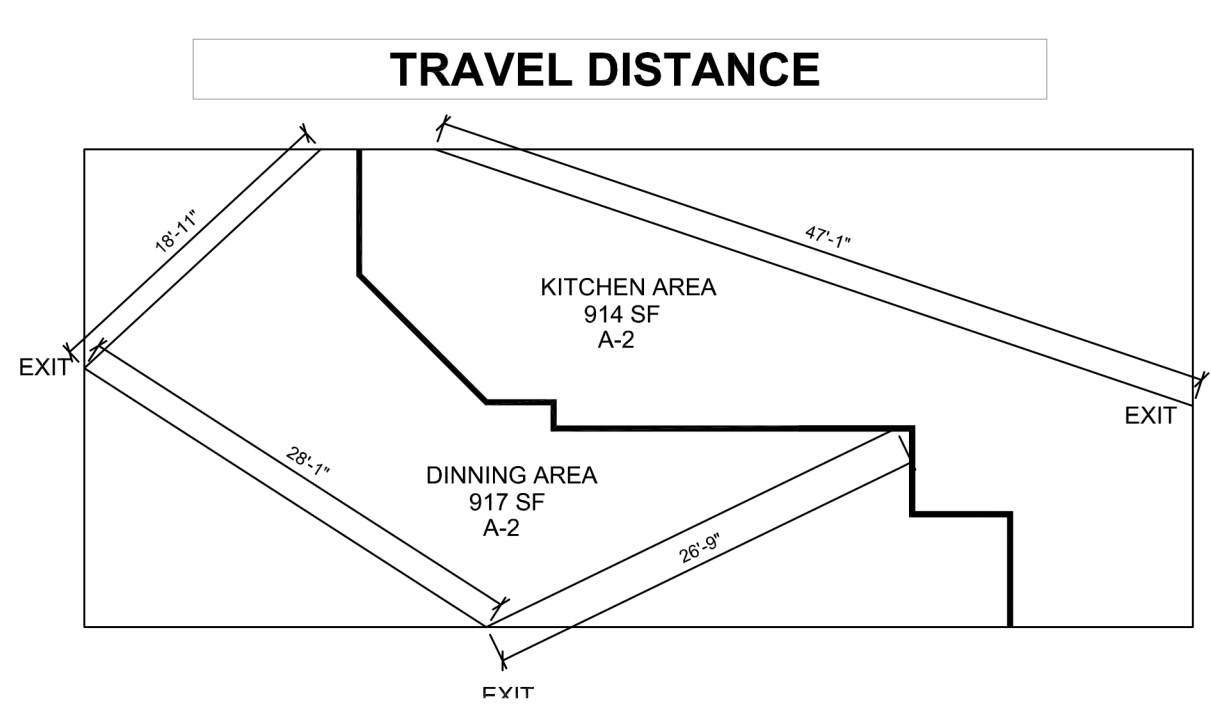 TRAVEL DISTANCE
18'-11"
47'-1"
KITCHEN AREA
914 SF
A-2
EXIT
EXIT
28'-1"
DINNING AREA
917 SF
A-2
26'-9"
EXIT